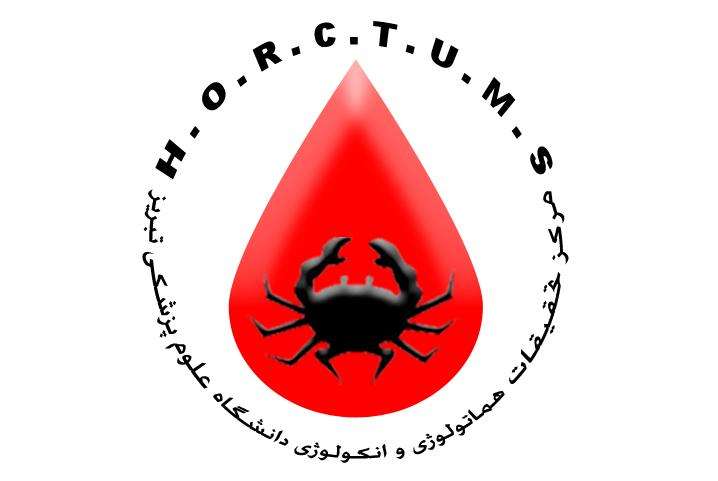 H.O.R.C.T.U.M.S
مرکز تحقیقات هماتولوژی و انکولوژی دانشگاه علوم پزشکی تبریز